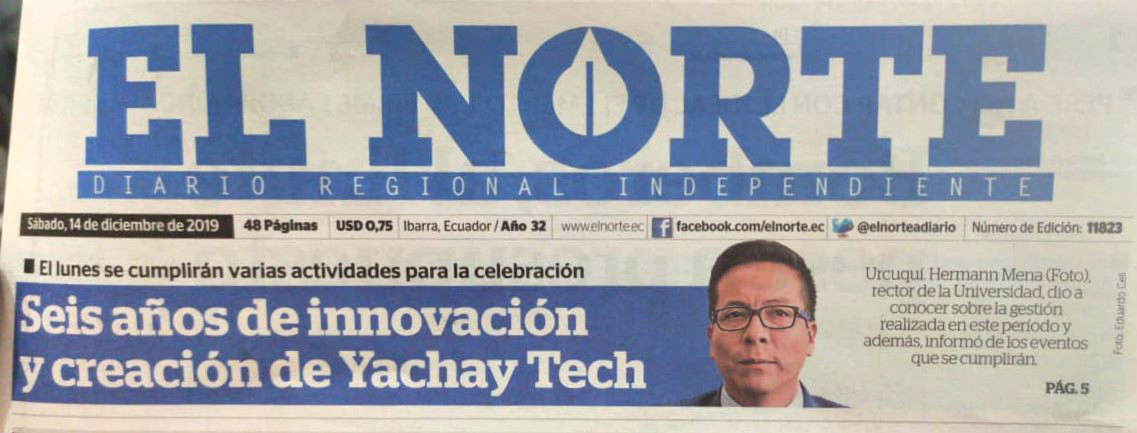 EL NORTE
DIARIO REGIONAL INDEPENDIENTE
Sábado, 14 de diciembre de 2019 48 Páginas USD 0,75 Ibarra, Ecuador / Año 32 www.elnorte.ec facebook.com/elnorte.ec @elnorteadiario Número de Edición: 11823
El lunes se cumplirán varias actividades para la celebración
Seis años de innovación
y creación de Yachay Tech
Urcuquí. Hermann Mena (Foto),
rector de la Universidad, dio a
conocer sobre la gestión
realizada en este período y
además, informó de los eventos
que se cumplirán.
PÁG. 5
Foto: Eduardo Celi